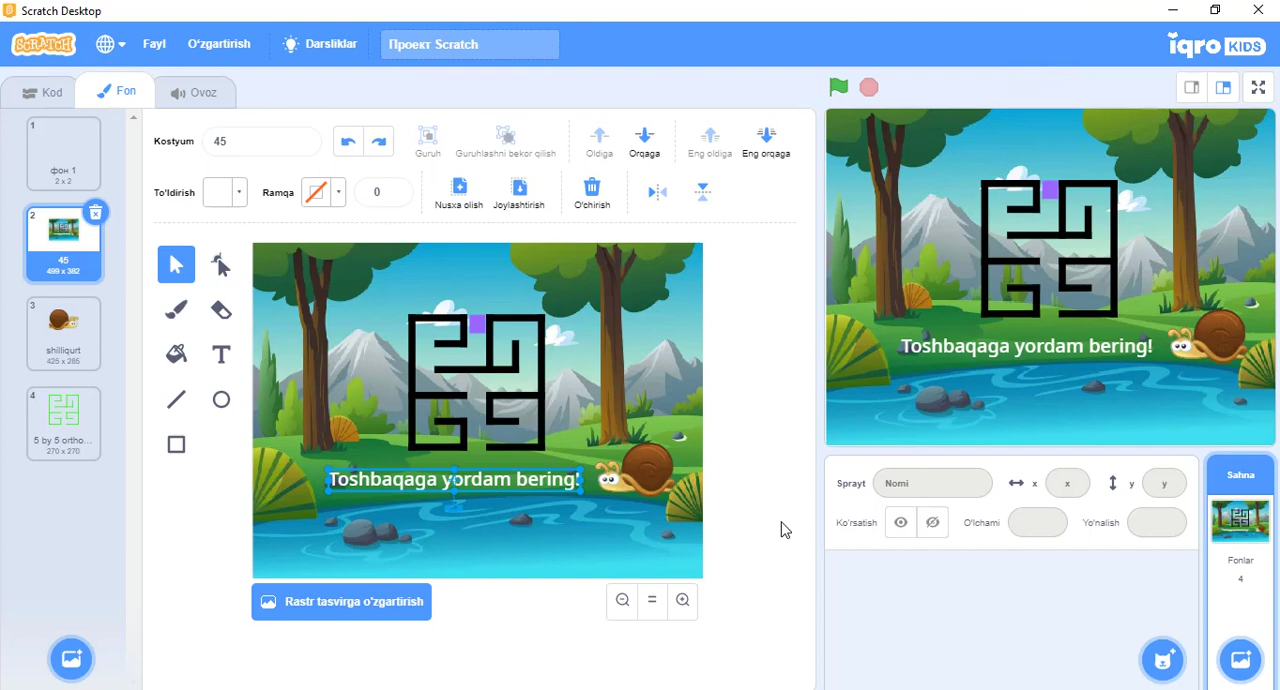 Scratch Desktop
SCRATCH Fayl O'zgartirish Darsliklar Проект Scratch iqro KIDS
Kod Fon Ovoz
1
фон 1
2 x 2
2
45
499 x 382
3
shilliqurt
425 x 285
4
5 by 5 ortho...
270 x 270
Kostyum 45 Guruh Guruhlashni bekor qilish Oldiga Orqaga Eng oldiga Eng orqaga
To'ldirish Ramqa 0 Nusxa olish Joylashtirish O'chirish
T
Toshbaqaga yordam bering!
Rastr tasvirga o'zgartirish
Toshbaqaga yordam bering!
Sprayt Nomi x x y y
Ko'rsatish O'lchami Yo'nalish
Sahna
Fonlar
4